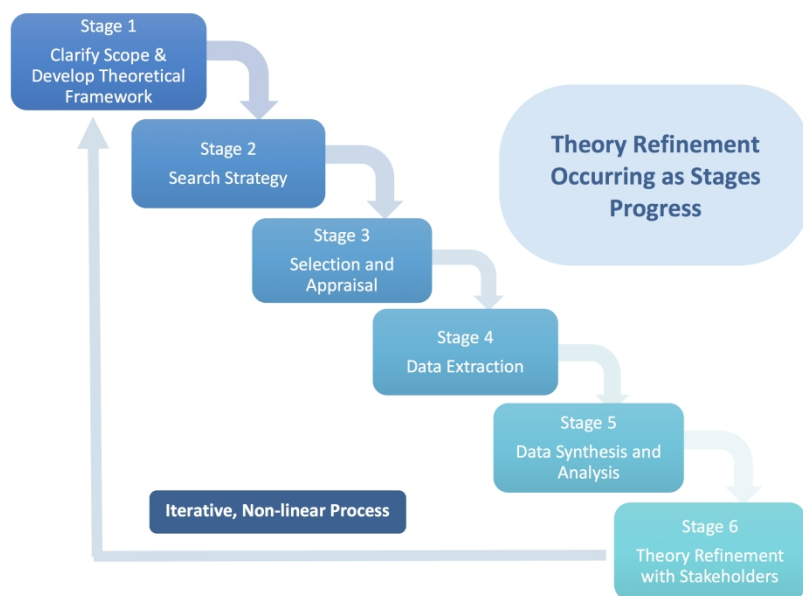 Stage 1
Clarify Scope &
Develop Theoretical
Framework
Stage 2
Search Strategy
Theory Refinement
Occurring as Stages
Progress
Stage 3
Selection and
Appraisal
Stage 4
Data Extraction
Stage 5
Data Synthesis and
Analysis
Iterative, Non-linear Process
Stage 6
Theory Refinement
with Stakeholders